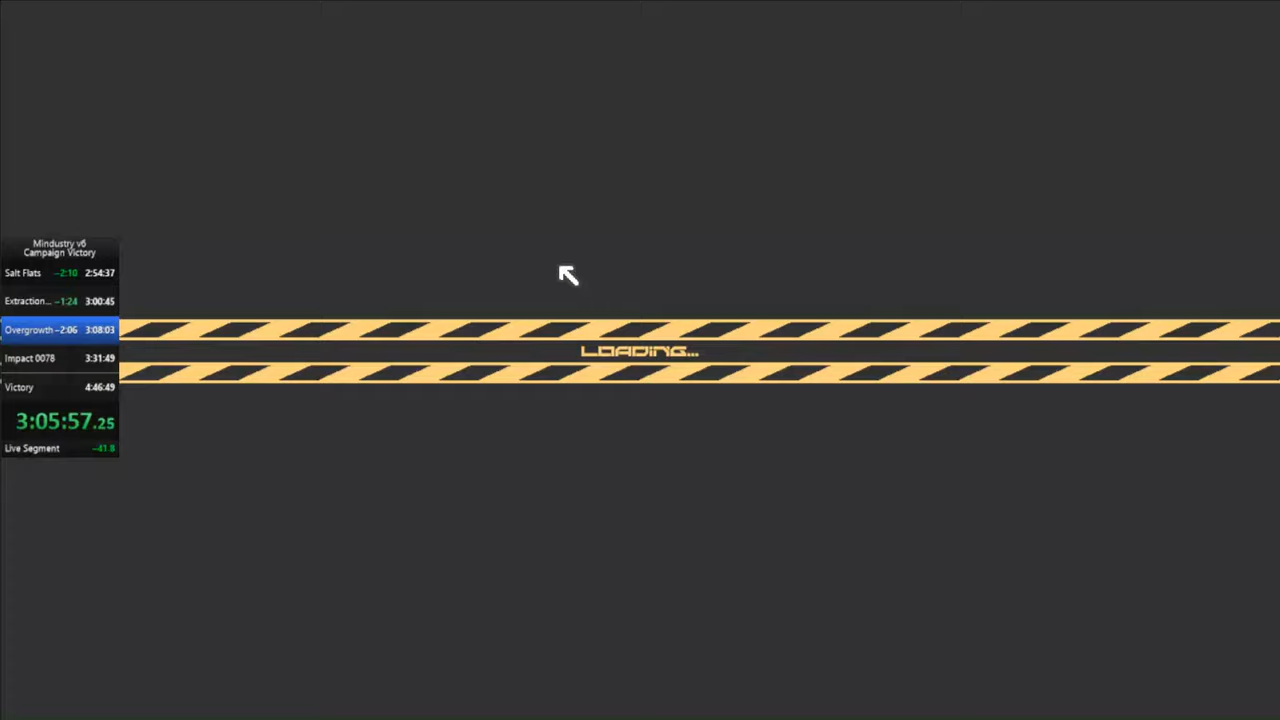 Mindustry v6
Campaign Victory
Salt Flats −2:10 2:54:37
Extraction... −1:24 3:00:45
Overgrowth −2:06 3:08:03
Impact 0078 3:31:49
Victory 4:46:49
3:05:57.25
Live Segment −41.8
LOADING...